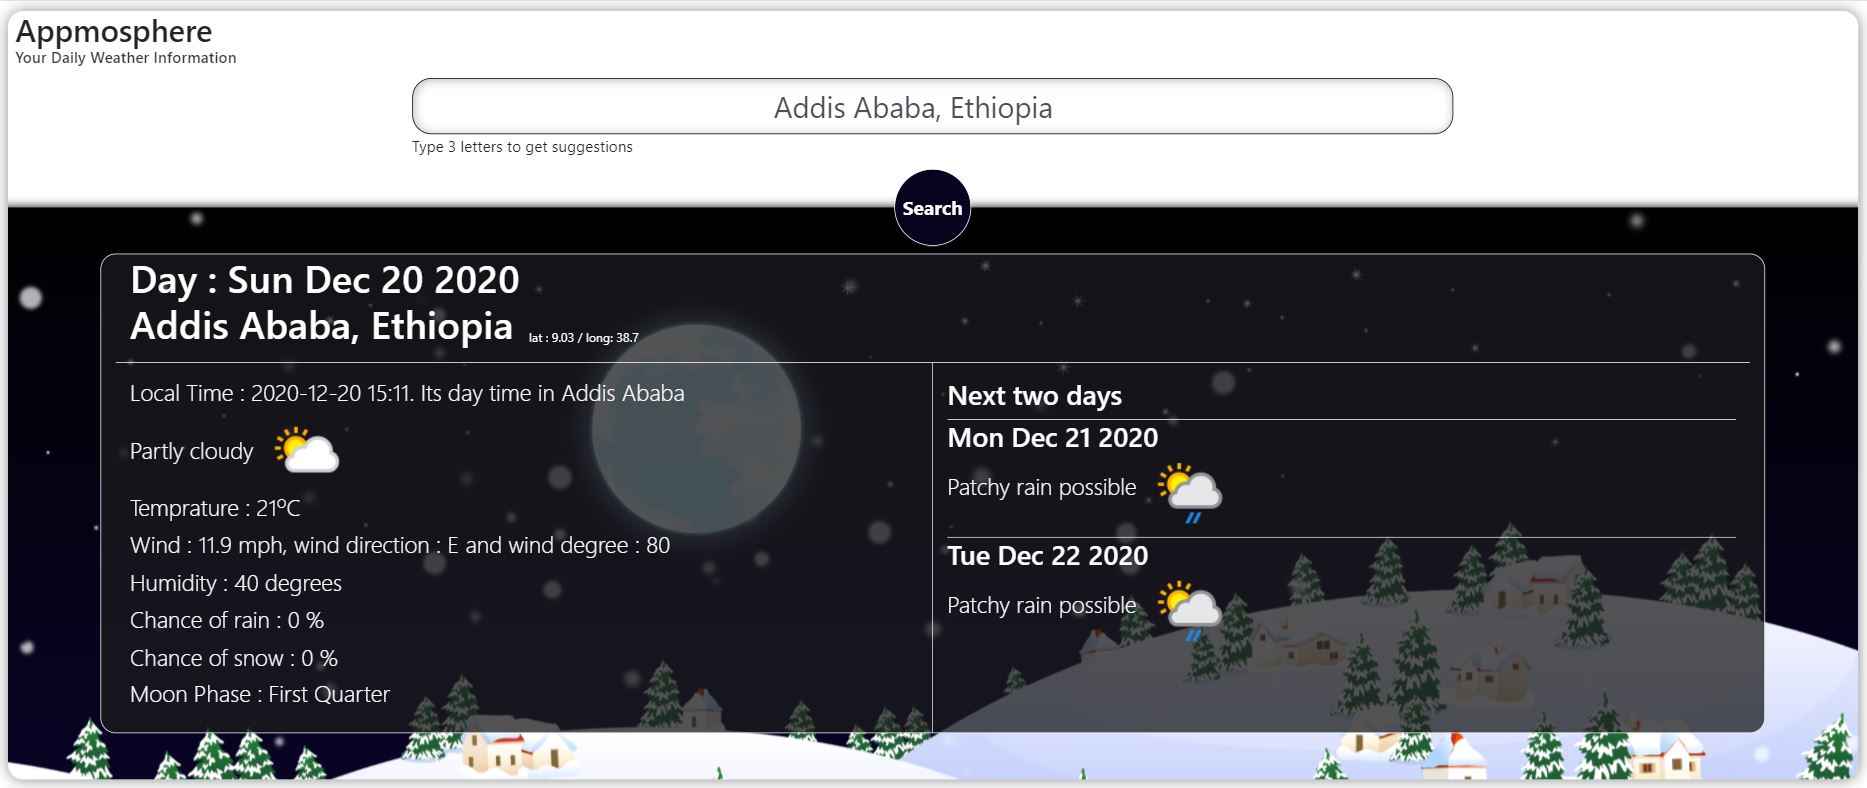 Appmosphere
Your Daily Weather Information
Addis Ababa, Ethiopia
Type 3 letters to get suggestions
Search
Day : Sun Dec 20 2020
Addis Ababa, Ethiopia lat : 9.03 / long: 38.7
Local Time : 2020-12-20 15:11. Its day time in Addis Ababa
Partly cloudy
Temprature : 21°C
Wind : 11.9 mph, wind direction : E and wind degree : 80
Humidity : 40 degrees
Chance of rain : 0 %
Chance of snow : 0 %
Moon Phase : First Quarter
Next two days
Mon Dec 21 2020
Patchy rain possible
Tue Dec 22 2020
Patchy rain possible